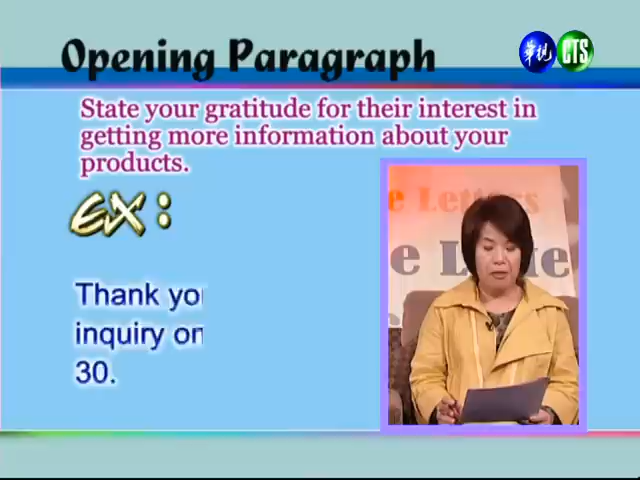 Opening Paragraph
華視 CTS
State your gratitude for their interest in
getting more information about your
products.
EX:
Thank
inquiry on
30.
e Letters
e L